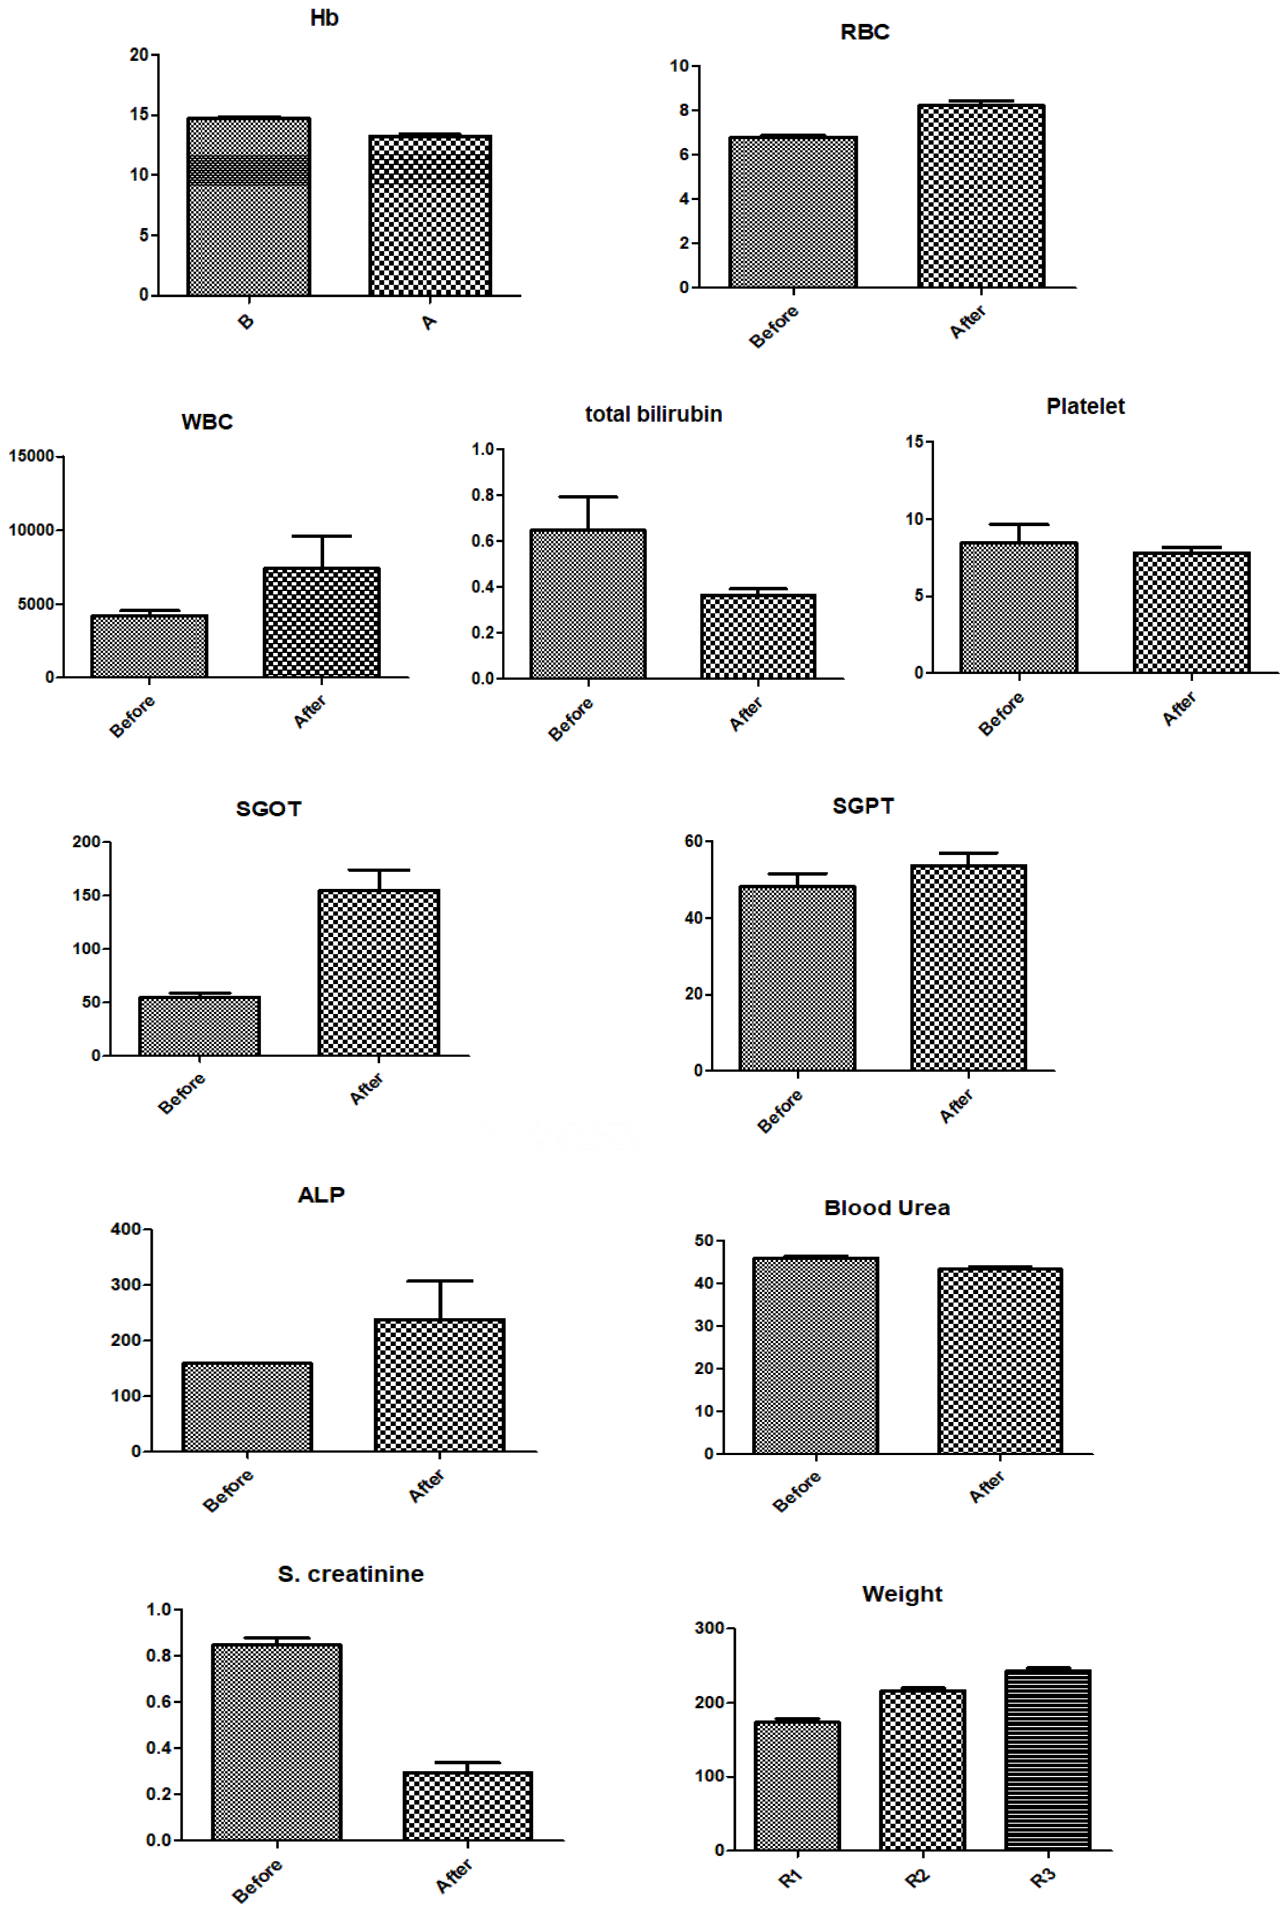 Hb
20
15
10
5
0
B
A
RBC
10
8
6
4
2
0
Before
After
WBC
15000
10000
5000
0
Before
After
total bilirubin
1.0
0.8
0.6
0.4
0.2
0.0
Before
After
Platelet
15
10
5
0
Before
After
SGOT
200
150
100
50
0
Before
After
SGPT
60
40
20
0
Before
After
ALP
400
300
200
100
0
Before
After
Blood Urea
50
40
30
20
10
0
Before
After
S. creatinine
1.0
0.8
0.6
0.4
0.2
0.0
Before
After
Weight
300
200
100
0
R1
R2
R3